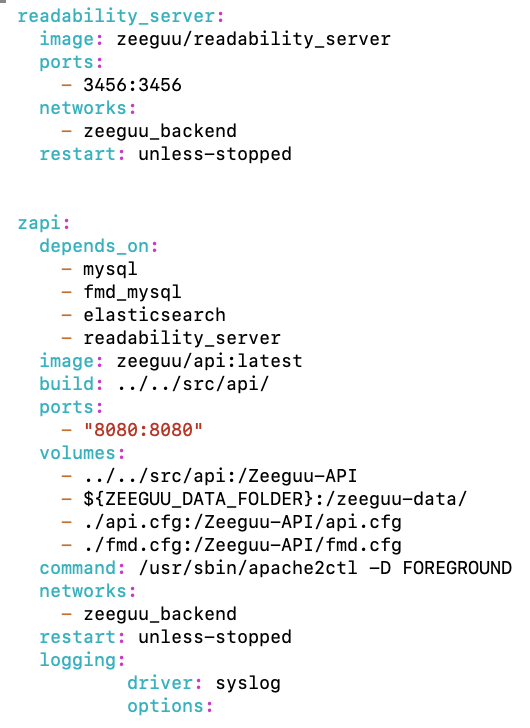 readability_server:
  image: zeeguu/readability_server
  ports:
    - 3456:3456
  networks:
    - zeeguu_backend
  restart: unless-stopped
zapi:
  depends_on:
    - mysql
    - fmd_mysql
    - elasticsearch
    - readability_server
  image: zeeguu/api:latest
  build: ../../src/api/
  ports:
    - "8080:8080"
  volumes:
    - ../../src/api:/Zeeguu-API
    - ${ZEEGUU_DATA_FOLDER}:/zeeguu-data/
    - ./api.cfg:/Zeeguu-API/api.cfg
    - ./fmd.cfg:/Zeeguu-API/fmd.cfg
  command: /usr/sbin/apache2ctl -D FOREGROUND
  networks:
    - zeeguu_backend
  restart: unless-stopped
  logging:
          driver: syslog
          options: